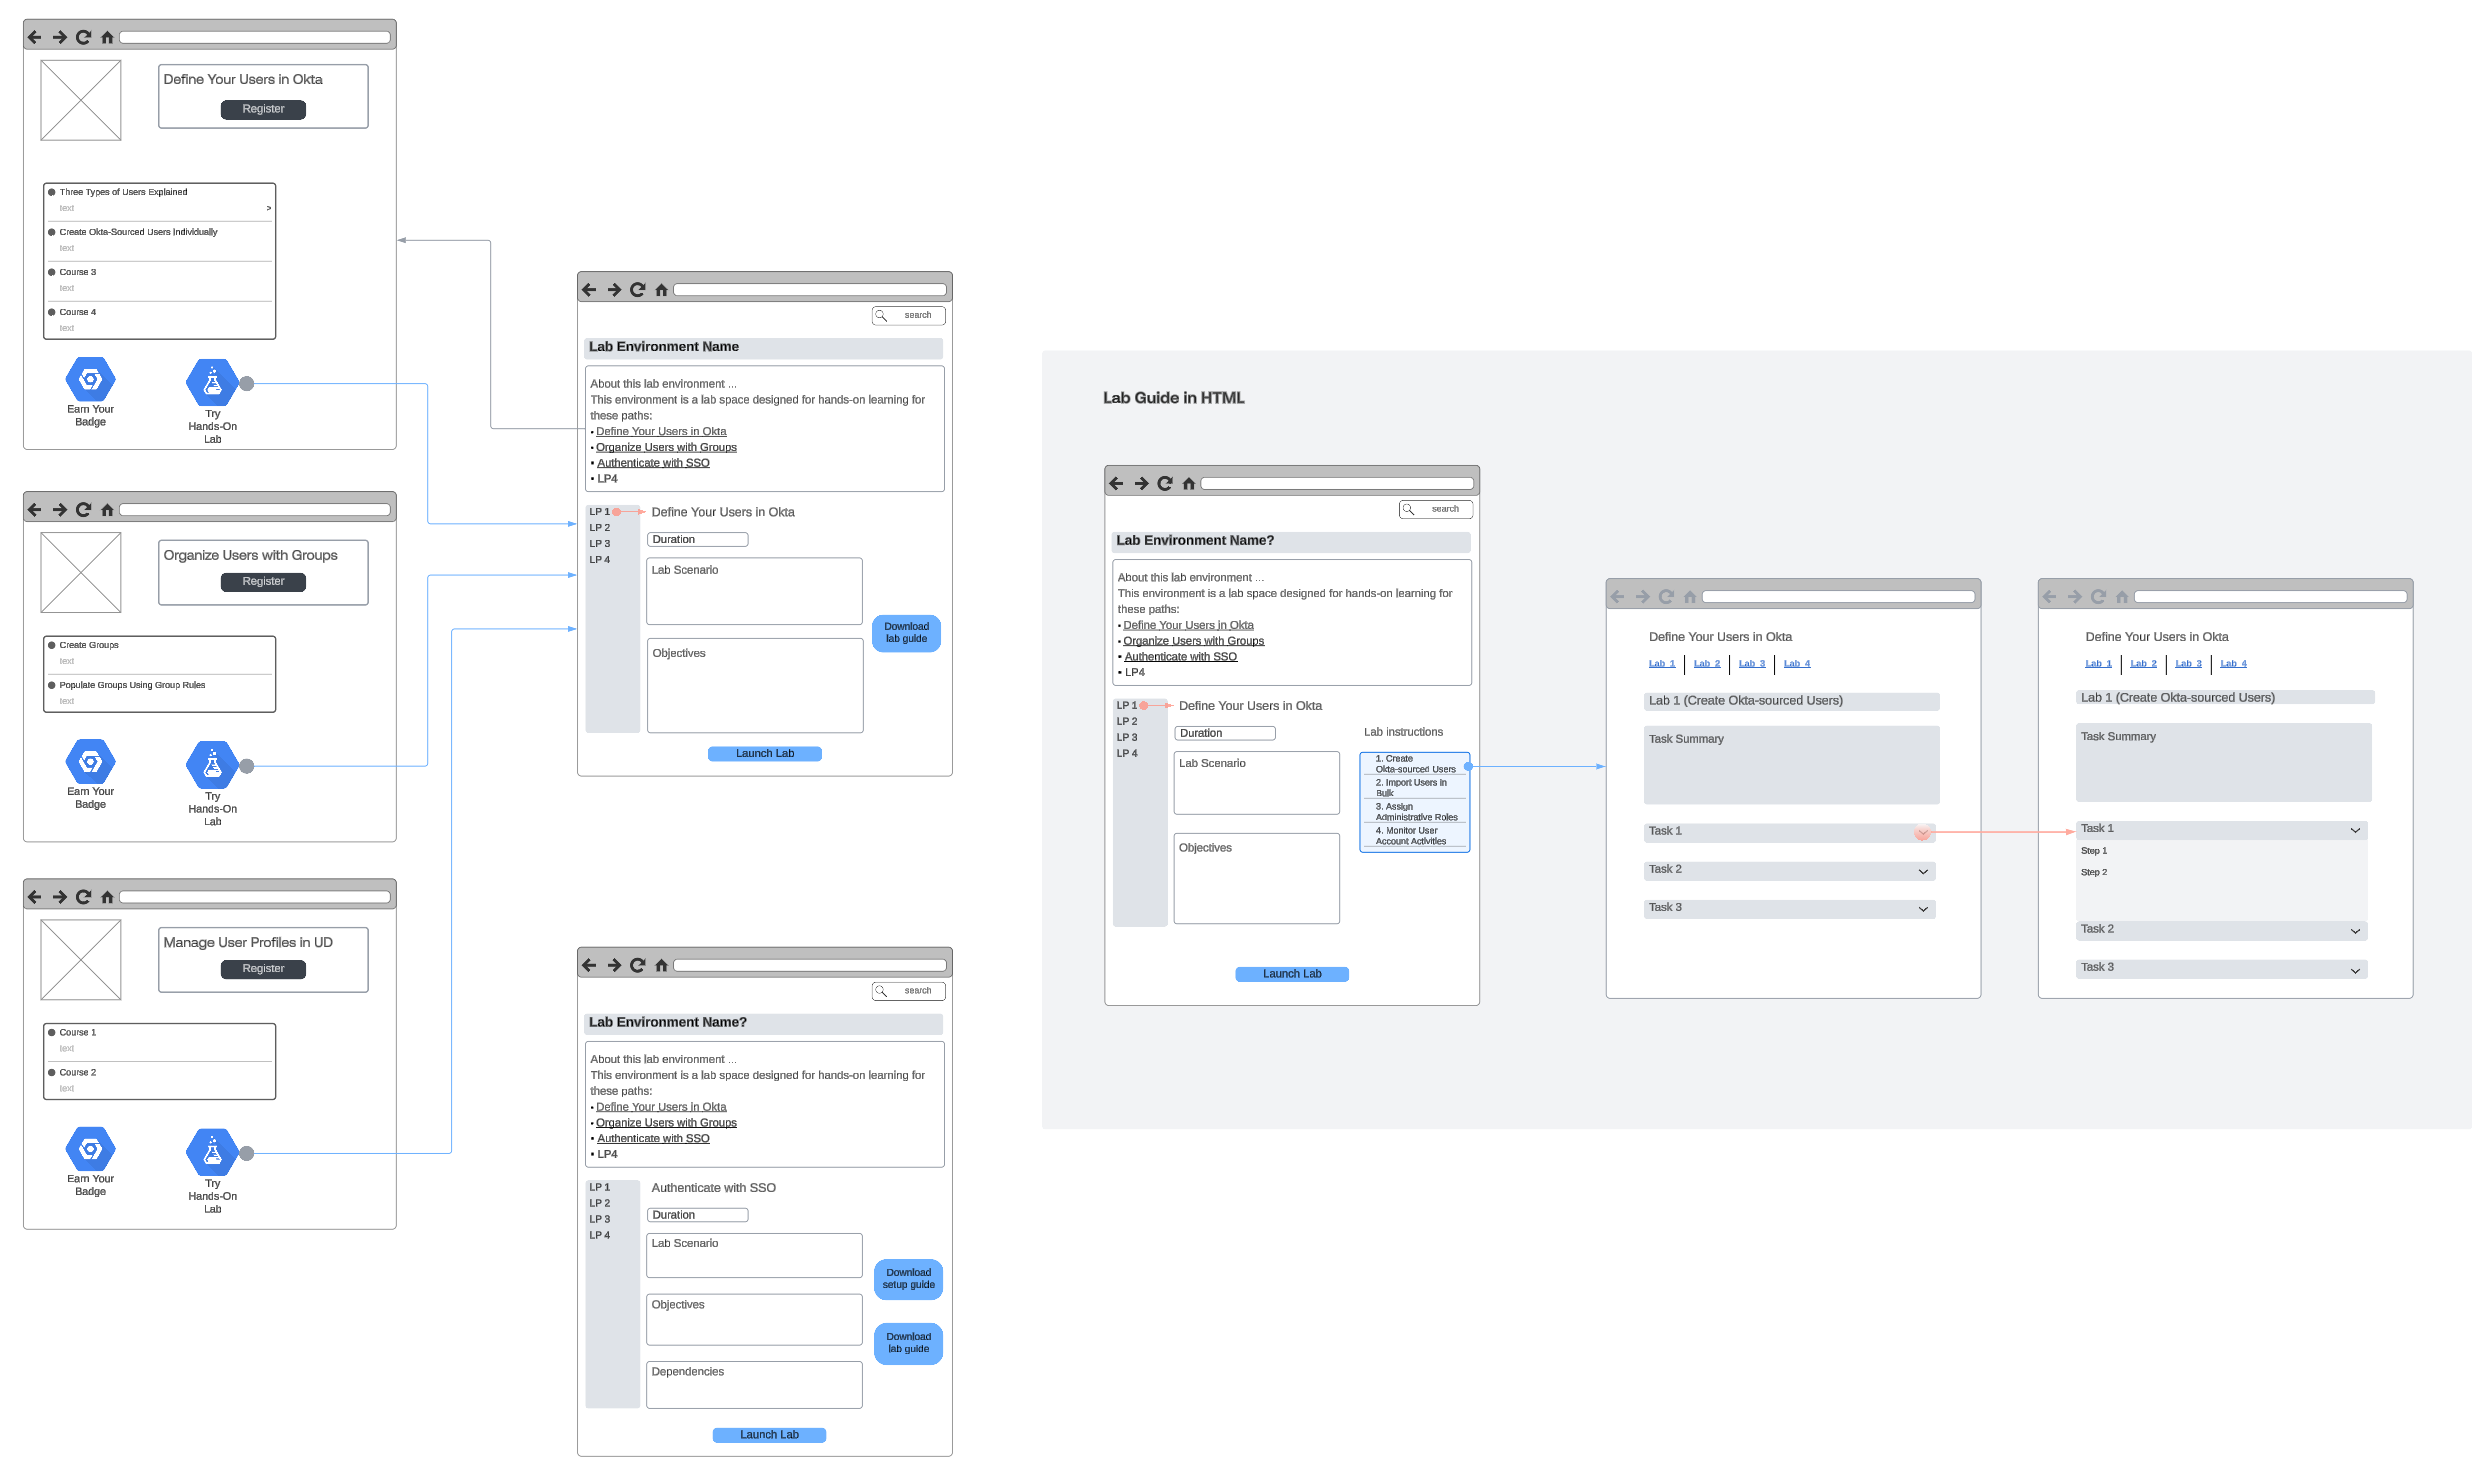 Define Your Users in Okta
Register
Three Types of Users Explained
text
>
Create Okta-Sourced Users Individually
text
Course 3
text
Course 4
text
Earn Your
Badge
Try
Hands-On
Lab
Organize Users with Groups
Register
Create Groups
text
Populate Groups Using Group Rules
text
Earn Your
Badge
Try
Hands-On
Lab
Manage User Profiles in UD
Register
Course 1
text
Course 2
text
Earn Your
Badge
Try
Hands-On
Lab
search
Lab Environment Name
About this lab environment ...
This environment is a lab space designed for hands-on learning for
these paths:
• Define Your Users in Okta
• Organize Users with Groups
• Authenticate with SSO
• LP4
LP 1
LP 2
LP 3
LP 4
Define Your Users in Okta
Duration
Lab Scenario
Objectives
Download
lab guide
Launch Lab
search
Lab Environment Name?
About this lab environment ...
This environment is a lab space designed for hands-on learning for
these paths:
• Define Your Users in Okta
• Organize Users with Groups
• Authenticate with SSO
• LP4
LP 1
LP 2
LP 3
LP 4
Authenticate with SSO
Duration
Lab Scenario
Objectives
Dependencies
Download
setup guide
Download
lab guide
Launch Lab
Lab Guide in HTML
search
Lab Environment Name?
About this lab environment ...
This environment is a lab space designed for hands-on learning for
these paths:
• Define Your Users in Okta
• Organize Users with Groups
• Authenticate with SSO
• LP4
LP 1
LP 2
LP 3
LP 4
Define Your Users in Okta
Duration
Lab Scenario
Objectives
Lab instructions
1. Create
Okta-sourced Users
2. Import Users in
Bulk
3. Assign
Administrative Roles
4. Monitor User
Account Activities
Launch Lab
Define Your Users in Okta
Lab 1 Lab 2 Lab 3 Lab 4
Lab 1 (Create Okta-sourced Users)
Task Summary
Task 1
Task 2
Task 3
Define Your Users in Okta
Lab 1 Lab 2 Lab 3 Lab 4
Lab 1 (Create Okta-sourced Users)
Task Summary
Task 1
Step 1
Step 2
Task 2
Task 3